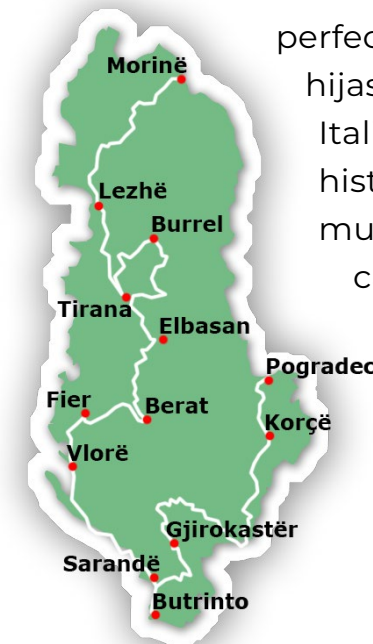 perfec
Morinë
hijas
Ital
Lezhë
hist
Burrel
mu
c
Tirana
Elbasan
Pogradec
Fier
Berat
Korçë
Vlorë
Gjirokastër
Sarandë
Butrinto